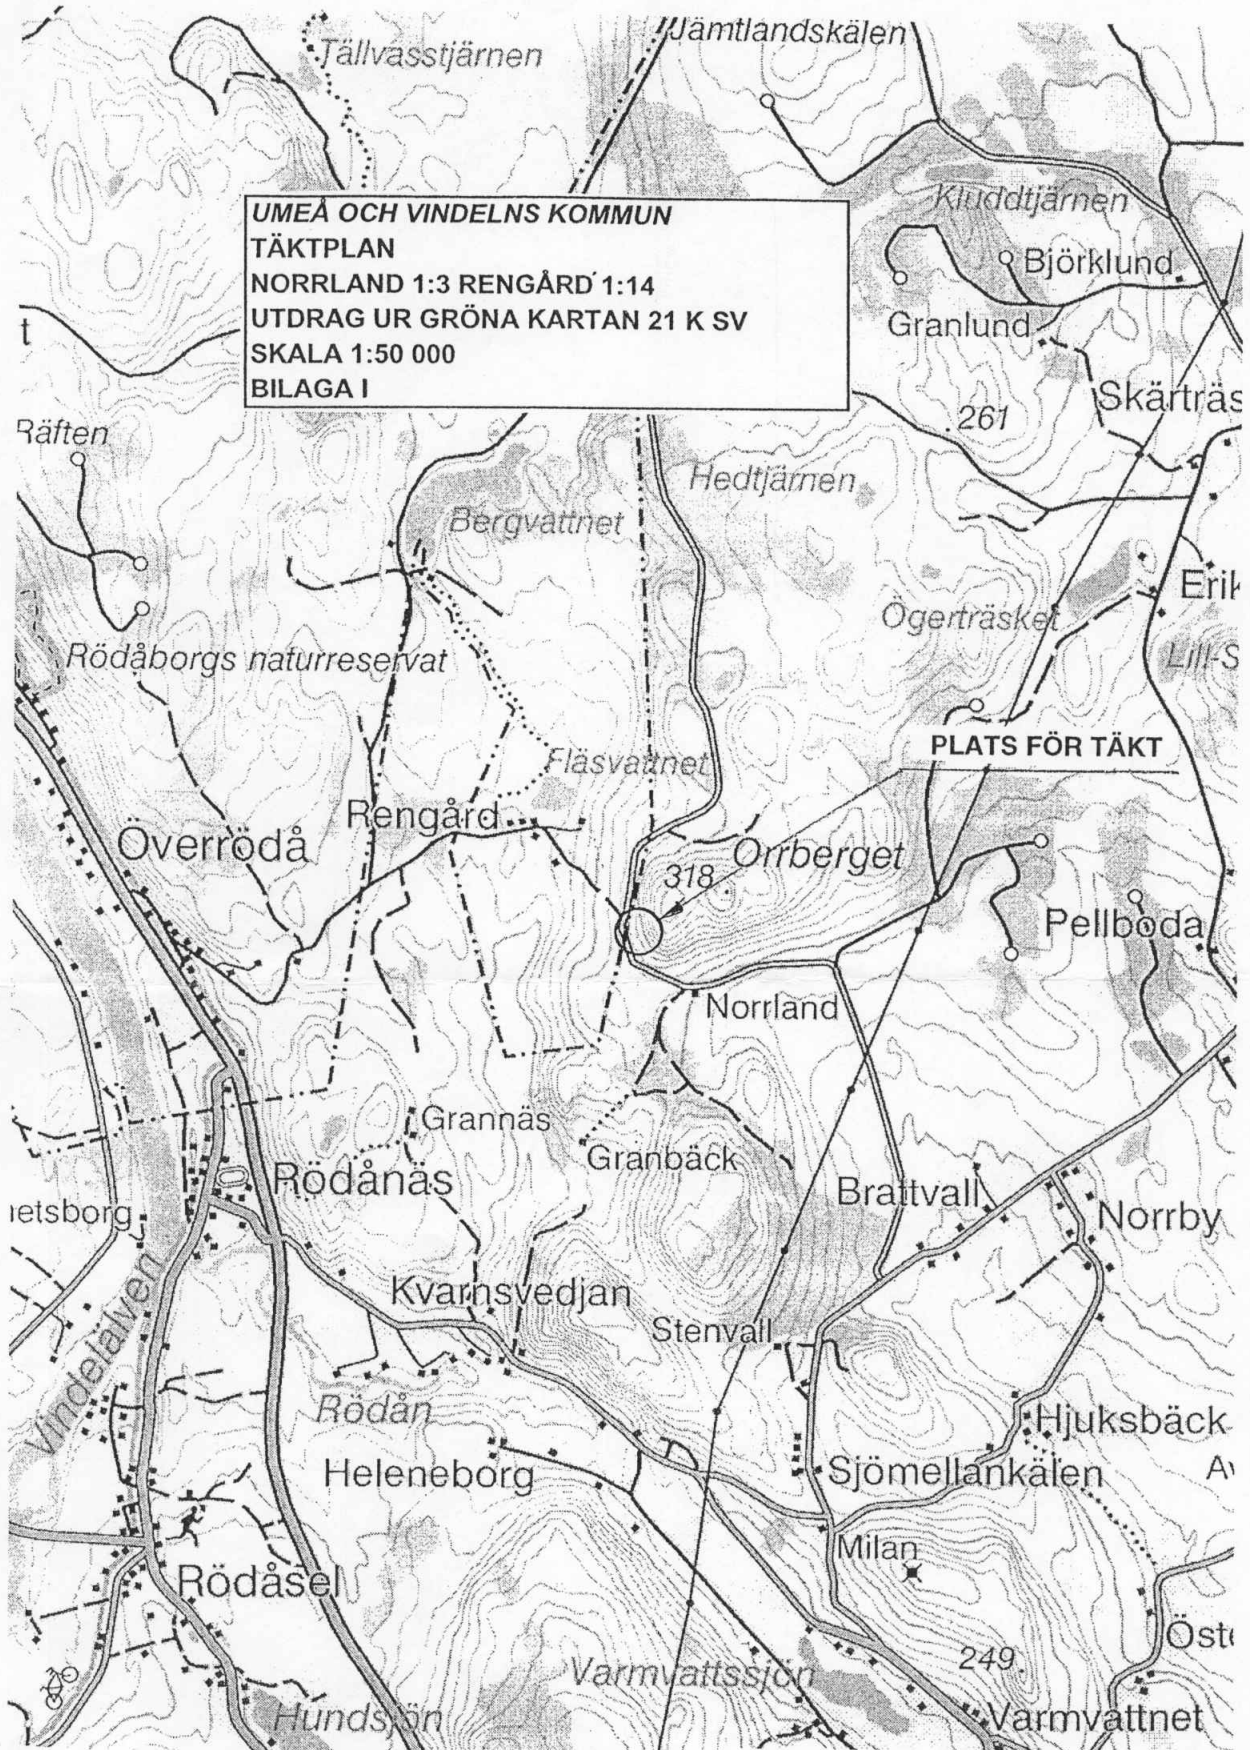 Tällvasstjärnen
Jämtlandskälen
UMEÅ OCH VINDELNS KOMMUN
TÄKTPLAN
NORRLAND 1:3 RENGÅRD 1:14
UTDRAG UR GRÖNA KARTAN 21 K SV
SKALA 1:50 000
BILAGA I
Kluddtjärnen
Björklund
Granlund
t
Skärträs
261
Räften
Hedtjärnen
Bergvattnet
Erik
Ögerträsket
Rödåborgs naturreservat
Lill-S
PLATS FÖR TÄKT
Fläsvattnet
Rengård
Överrödå
Orrberget
318
Pellboda
Norrland
Grannäs
Granbäck
Rödånäs
Brattvall
Norrby
netsborg
Kvarnsvedjan
Stenvall
Vindelälven
Rödån
Hjuksbäck
Heleneborg
Sjömellankälen
Milan
Rödåsel
Öste
249
Varmvattssjön
Hundsjön
Varmvattnet